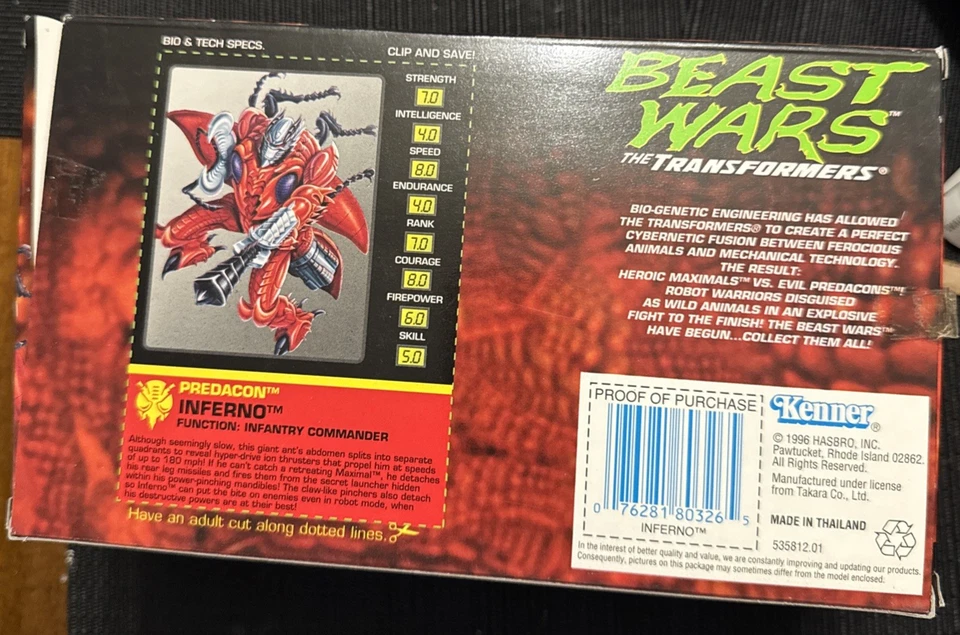 BIO & TECH SPECS.
CLIP AND SAVE!
STRENGTH
7.0
INTELLIGENCE
4.0
SPEED
8.0
ENDURANCE
4.0
RANK
7.0
COURAGE
8.0
FIREPOWER
6.0
SKILL
5.0
PREDACON™
INFERNO™
FUNCTION: INFANTRY COMMANDER
Although seemingly slow, this giant ant's abdomen splits into separate
quadrants to reveal hyper-drive ion thrusters that propel him at speeds
of up to 180 mph! If he can't catch a retreating Maximal™, he detaches
his rear leg missiles and fires them from the secret launcher hidden
within his power-pinching mandibles! The claw-like pinchers also detach
so Inferno™ can put the bite on enemies even in robot mode, when
his destructive powers are at their best!
Have an adult cut along dotted lines.
BEAST
WARS™
THE TRANSFORMERS®
BIO-GENETIC ENGINEERING HAS ALLOWED
THE TRANSFORMERS® TO CREATE A PERFECT
CYBERNETIC FUSION BETWEEN FEROCIOUS
ANIMALS AND MECHANICAL TECHNOLOGY.
THE RESULT:
HEROIC MAXIMALS™ VS. EVIL PREDACONS™!
ROBOT WARRIORS DISGUISED
AS WILD ANIMALS IN AN EXPLOSIVE
FIGHT TO THE FINISH! THE BEAST WARS™
HAVE BEGUN...COLLECT THEM ALL!
PROOF OF PURCHASE
0 76281 80326 5
INFERNO™
Kenner®
© 1996 HASBRO, INC.
Pawtucket, Rhode Island 02862.
All Rights Reserved.
Manufactured under license
from Takara Co., Ltd.
MADE IN THAILAND
535812.01
In the interest of better quality and value, we are constantly improving and updating our products.
Consequently, pictures on this package may sometimes differ from the model enclosed.